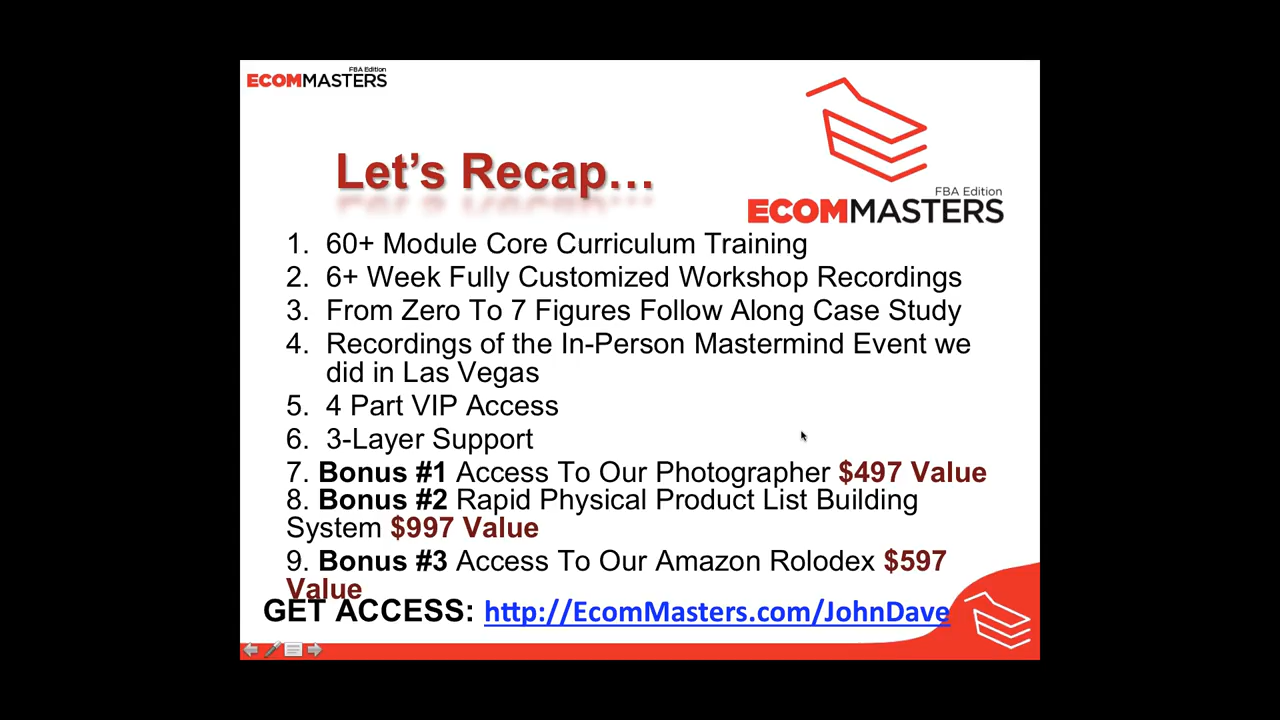 FBA Edition
ECOMMASTERS
Let's Recap...
FBA Edition
ECOMMASTERS
1. 60+ Module Core Curriculum Training
2. 6+ Week Fully Customized Workshop Recordings
3. From Zero To 7 Figures Follow Along Case Study
4. Recordings of the In-Person Mastermind Event we
did in Las Vegas
5. 4 Part VIP Access
6. 3-Layer Support
7. Bonus #1 Access To Our Photographer $497 Value
8. Bonus #2 Rapid Physical Product List Building
System $997 Value
9. Bonus #3 Access To Our Amazon Rolodex $597
Value
GET ACCESS: http://EcomMasters.com/JohnDave